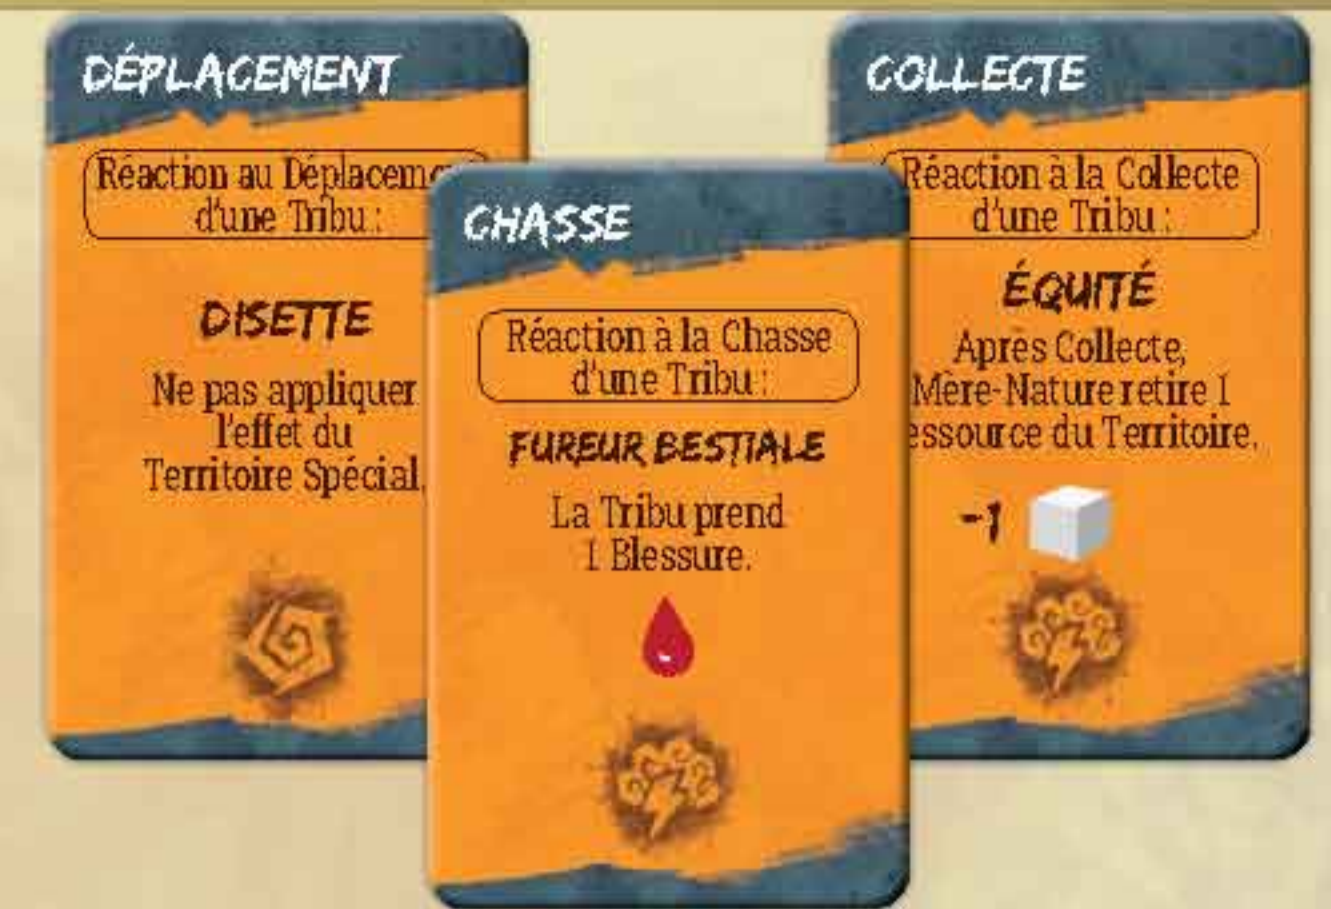 DÉPLACEMENT
Réaction au Déplaceme
d'une Tribu :
DISETTE
Ne pas appliquer
l'effet du
Territoire Spécial.
CHASSE
Réaction à la Chasse
d'une Tribu :
FUREUR BESTIALE
La Tribu prend
1 Blessure.
COLLECTE
Réaction à la Collecte
d'une Tribu :
ÉQUITÉ
Après Collecte,
Mère-Nature retire 1
essource du Territoire.
-1